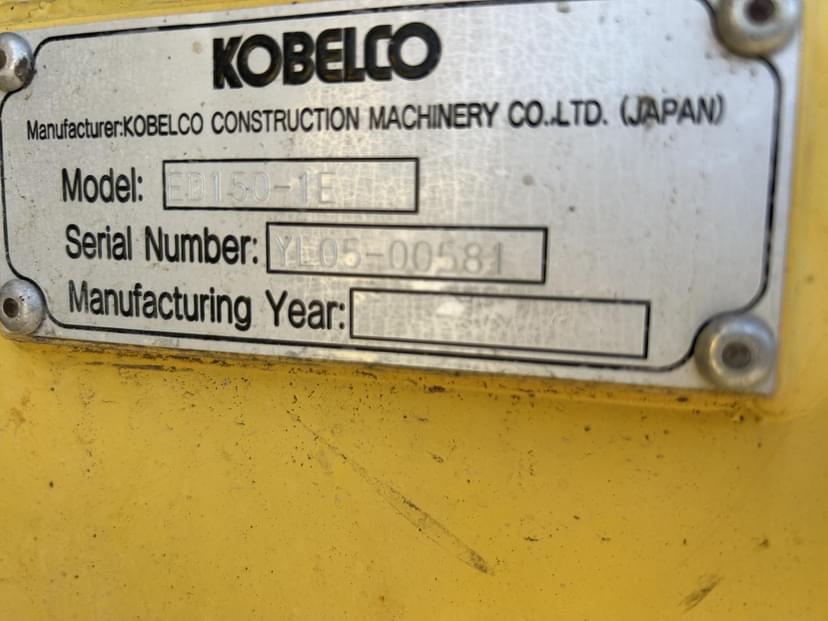 KOBELCO
Manufacturer:KOBELCO CONSTRUCTION MACHINERY CO.,LTD. (JAPAN)
Model: ED150-1E
Serial Number: YL05-00581
Manufacturing Year: